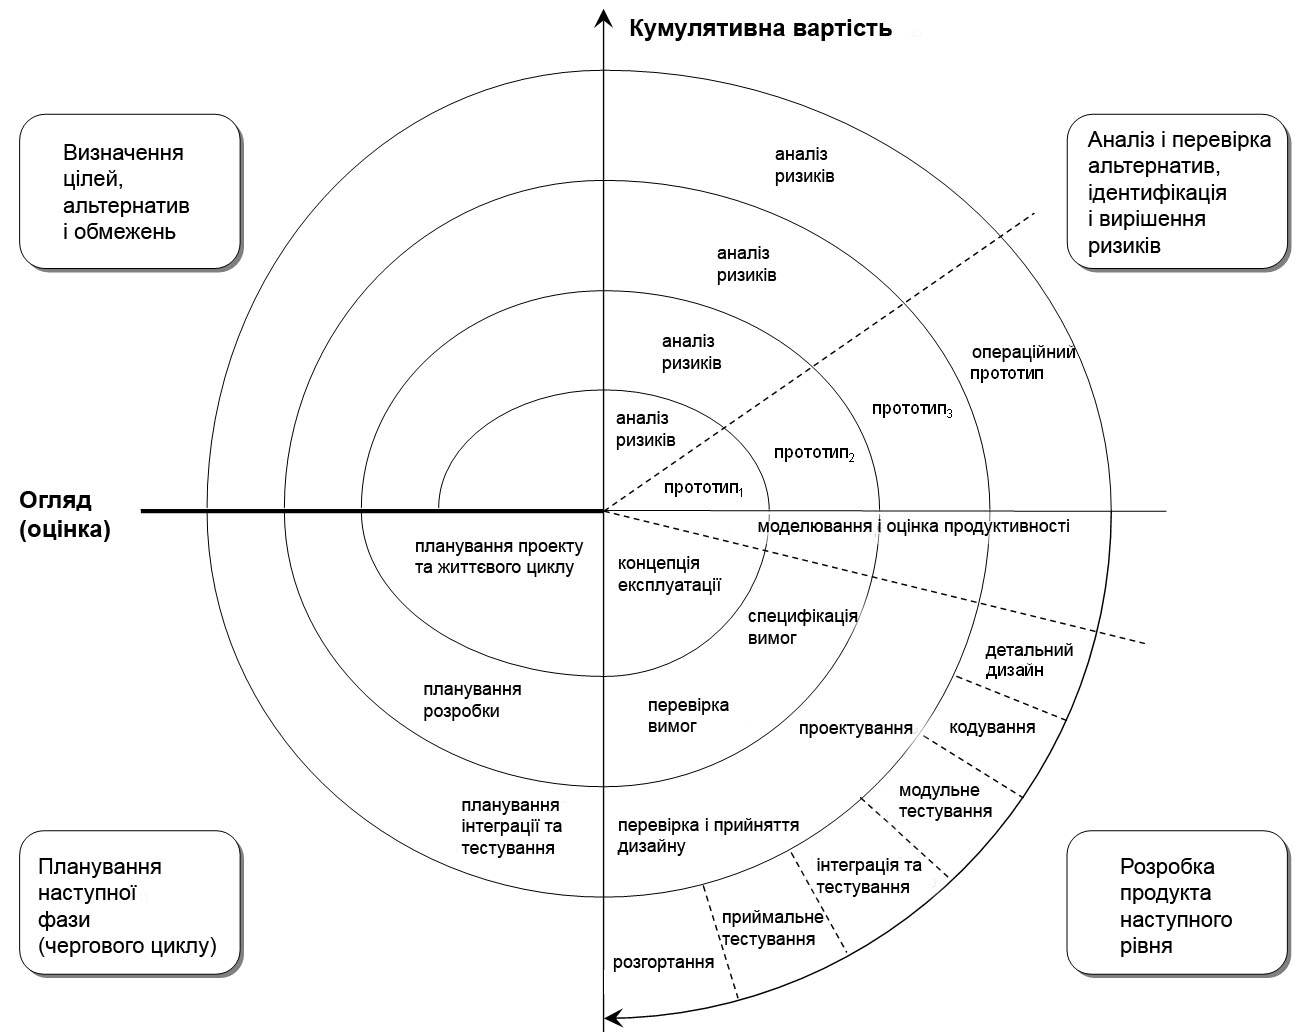 Кумулятивна вартість
Визначення
цілей,
альтернатив
і обмежень
Аналіз і перевірка
альтернатив,
ідентифікація
і вирішення
ризиків
аналіз
ризиків
аналіз
ризиків
аналіз
ризиків
аналіз
ризиків
операційний
прототип
прототип3
прототип2
прототип1
Огляд
(оцінка)
моделювання і оцінка продуктивності
планування проекту
та життєвого циклу
концепція
експлуатації
специфікація
вимог
детальний
дизайн
планування
розробки
перевірка
вимог
проектування
кодування
модульне
тестування
планування
інтеграції та
тестування
перевірка і прийняття
дизайну
інтеграція та
тестування
приймальне
тестування
розгортання
Планування
наступної
фази
(чергового циклу)
Розробка
продукта
наступного
рівня